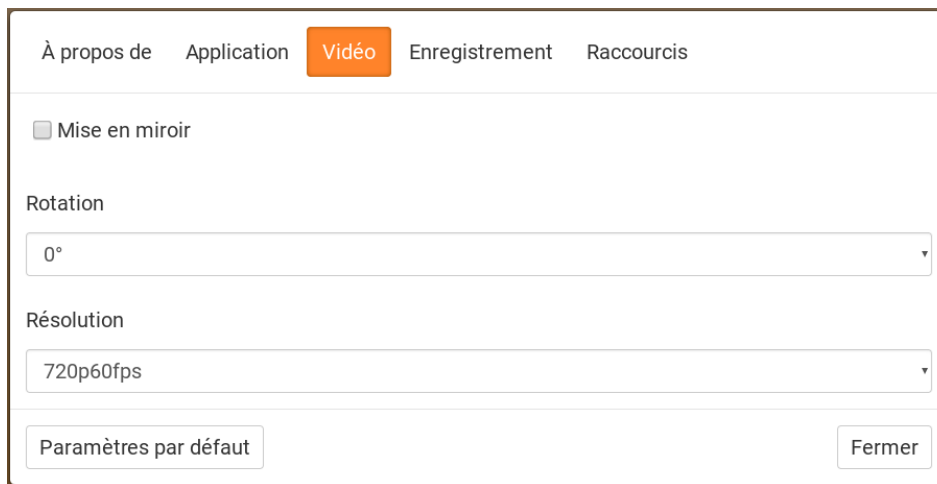 À propos de Application Vidéo Enregistrement Raccourcis
Mise en miroir
Rotation
0°
Résolution
720p60fps
Paramètres par défaut Fermer